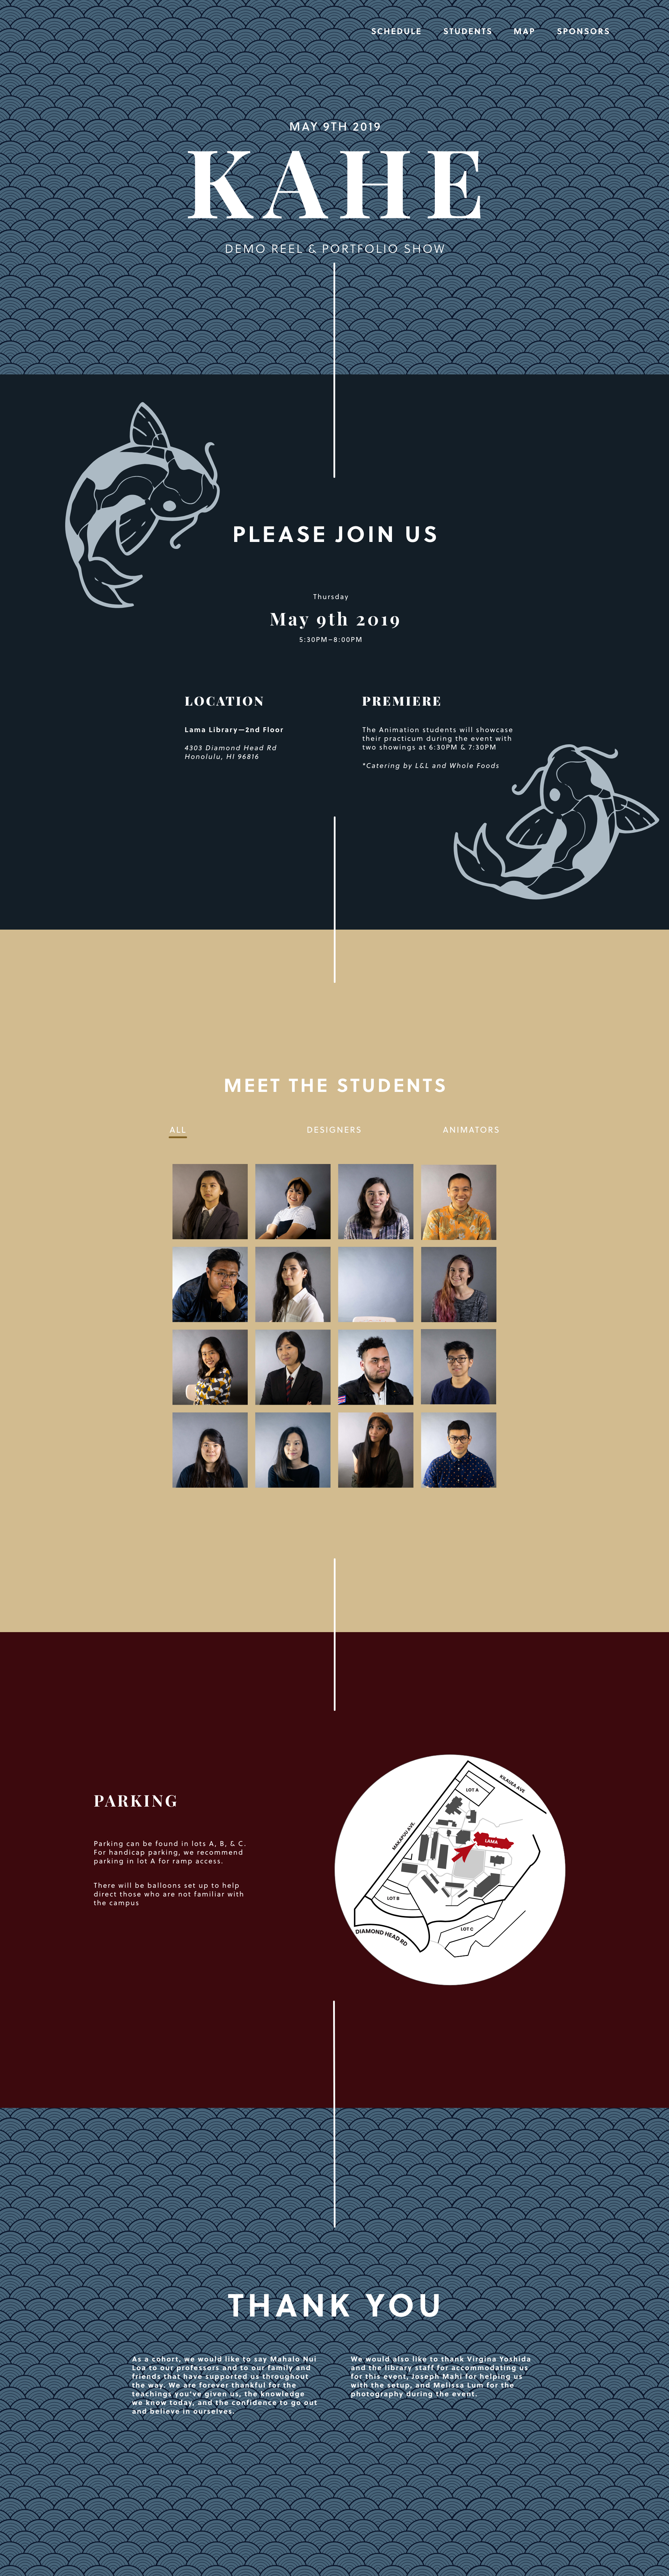 SCHEDULE STUDENTS MAP SPONSORS
MAY 9TH 2019
KAHE
DEMO REEL & PORTFOLIO SHOW
PLEASE JOIN US
Thursday
May 9th 2019
5:30PM–8:00PM
LOCATION
Lama Library—2nd Floor
4303 Diamond Head Rd
Honolulu, HI 96816
PREMIERE
The Animation students will showcase
their practicum during the event with
two showings at 6:30PM & 7:30PM
*Catering by L&L and Whole Foods
MEET THE STUDENTS
ALL DESIGNERS ANIMATORS
PARKING
Parking can be found in lots A, B, & C.
For handicap parking, we recommend
parking in lot A for ramp access.
There will be balloons set up to help
direct those who are not familiar with
the campus
KILAUEA AVE
LOT A
MAKAPUU AVE.
LAMA
LOT B
LOT C
DIAMOND HEAD RD
THANK YOU
As a cohort, we would like to say Mahalo Nui
Loa to our professors and to our family and
friends that have supported us throughout
the way. We are forever thankful for the
teachings you've given us, the knowledge
we know today, and the confidence to go out
and believe in ourselves.
We would also like to thank Virgina Yoshida
and the library staff for accommodating us
for this event, Joseph Mahi for helping us
with the setup, and Melissa Lum for the
photography during the event.